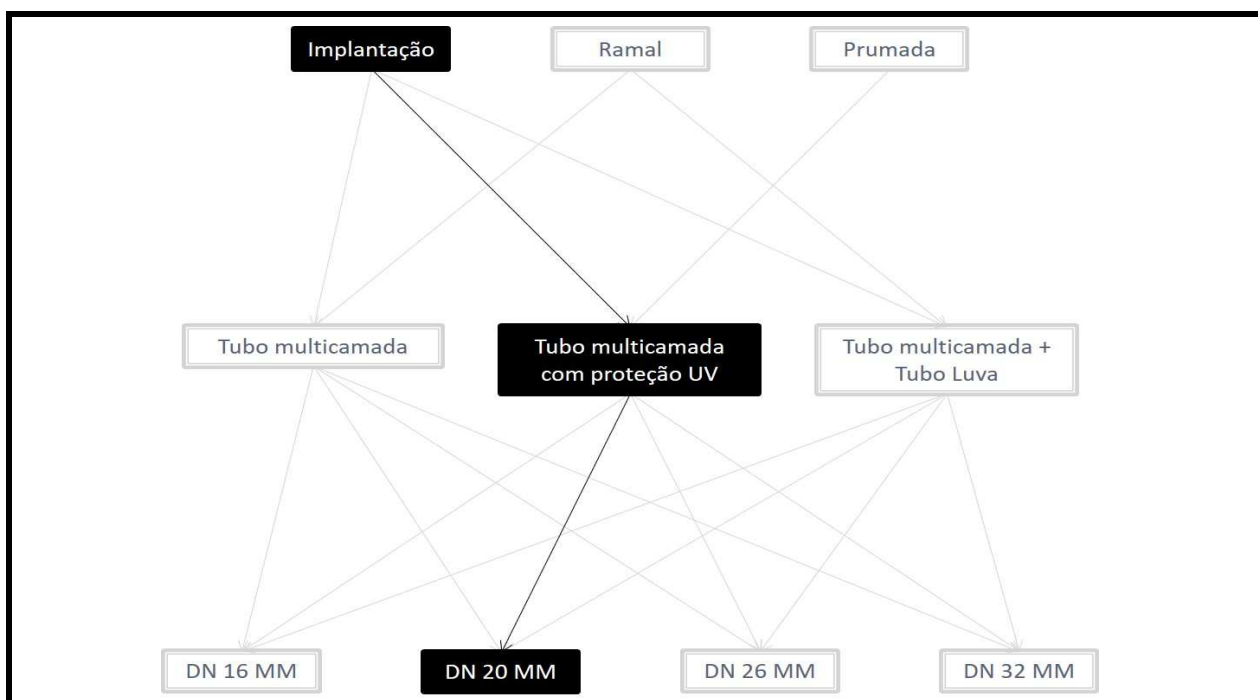 Implantação
Ramal
Prumada
Tubo multicamada
Tubo multicamada
com proteção UV
Tubo multicamada +
Tubo Luva
DN 16 MM
DN 20 MM
DN 26 MM
DN 32 MM